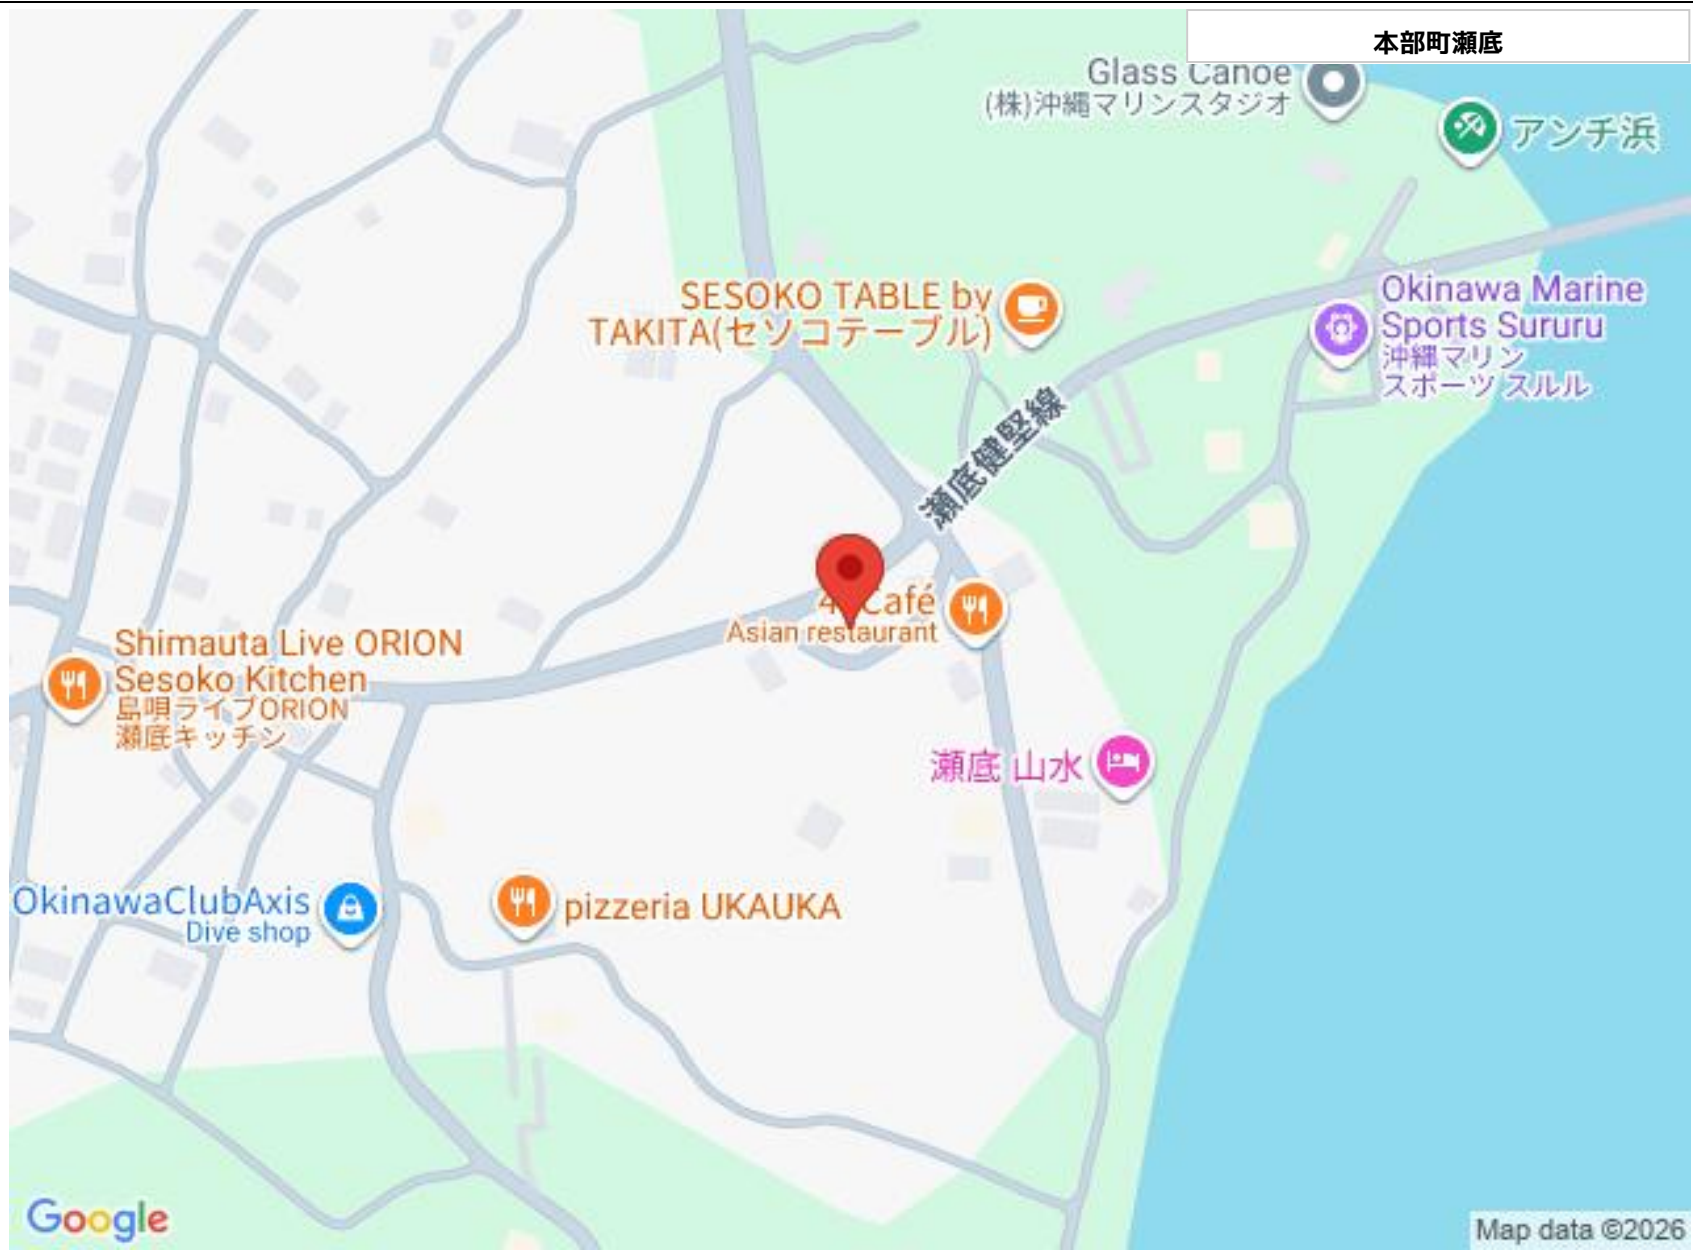 本部町瀬底
Glass Canoe
(株)沖縄マリンスタジオ
アンチ浜
SESOKO TABLE by
TAKITA(セソコテーブル)
Okinawa Marine
Sports Sururu
沖縄マリン
スポーツ スルル
瀬底健堅線
Café
Asian restaurant
Shimauta Live ORION
Sesoko Kitchen
島唄ライブORION
瀬底キッチン
瀬底 山水
OkinawaClubAxis
Dive shop
pizzeria UKAUKA
Google
Map data ©2026